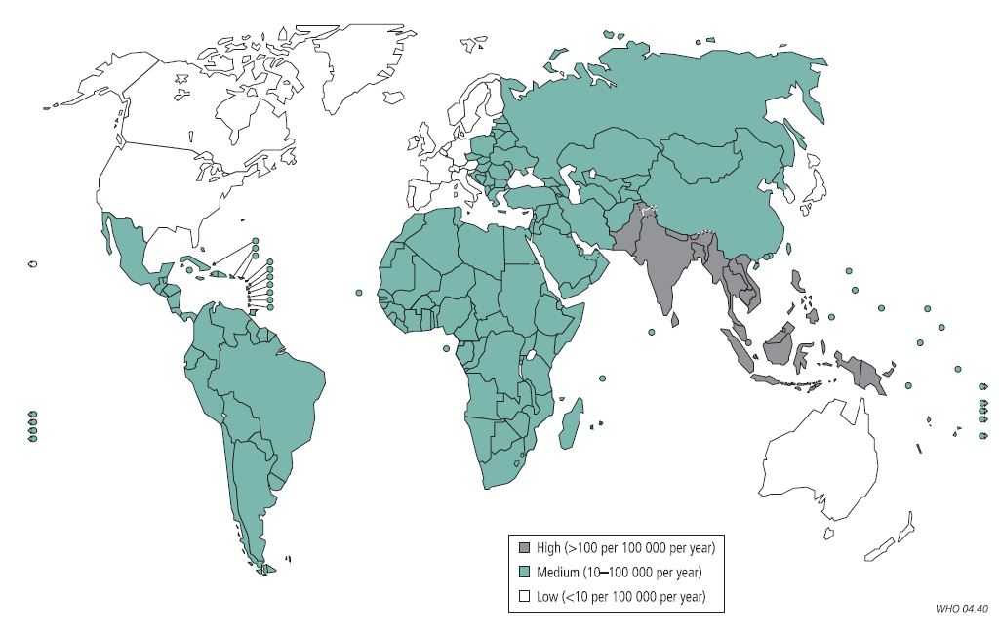 High (>100 per 100 000 per year)
Medium (10–100 000 per year)
Low (<10 per 100 000 per year)
WHO 04.40